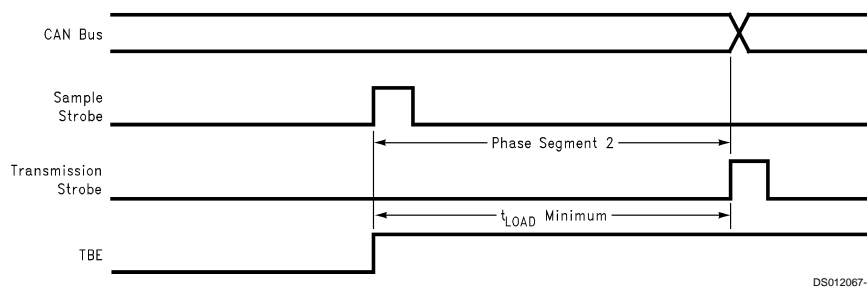 CAN Bus
Sample
Strobe
Phase Segment 2
Transmission
Strobe
tLOAD Minimum
TBE
DS012067-